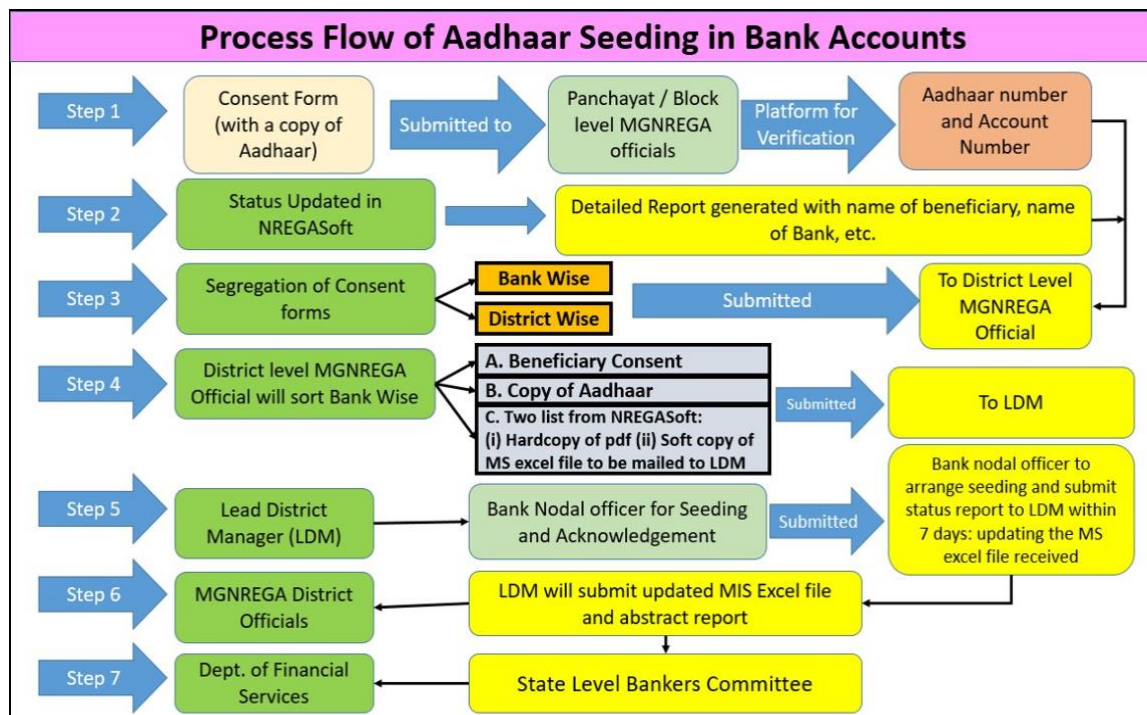 Process Flow of Aadhaar Seeding in Bank Accounts
Step 1
Consent Form
(with a copy of
Aadhaar)
Submitted to
Panchayat / Block
level MGNREGA
officials
Platform for
Verification
Aadhaar number
and Account
Number
Step 2
Status Updated in
NREGASoft
Detailed Report generated with name of beneficiary, name
of Bank, etc.
Step 3
Segregation of Consent
forms
Bank Wise
District Wise
Submitted
To District Level
MGNREGA
Official
Step 4
District level MGNREGA
Official will sort Bank Wise
A. Beneficiary Consent
B. Copy of Aadhaar
C. Two list from NREGASoft:
(i) Hardcopy of pdf (ii) Soft copy of
MS excel file to be mailed to LDM
Submitted
To LDM
Step 5
Lead District
Manager (LDM)
Bank Nodal officer for Seeding
and Acknowledgement
Submitted
Bank nodal officer to
arrange seeding and submit
status report to LDM within
7 days: updating the MS
excel file received
Step 6
MGNREGA District
Officials
LDM will submit updated MIS Excel file
and abstract report
Step 7
Dept. of Financial
Services
State Level Bankers Committee